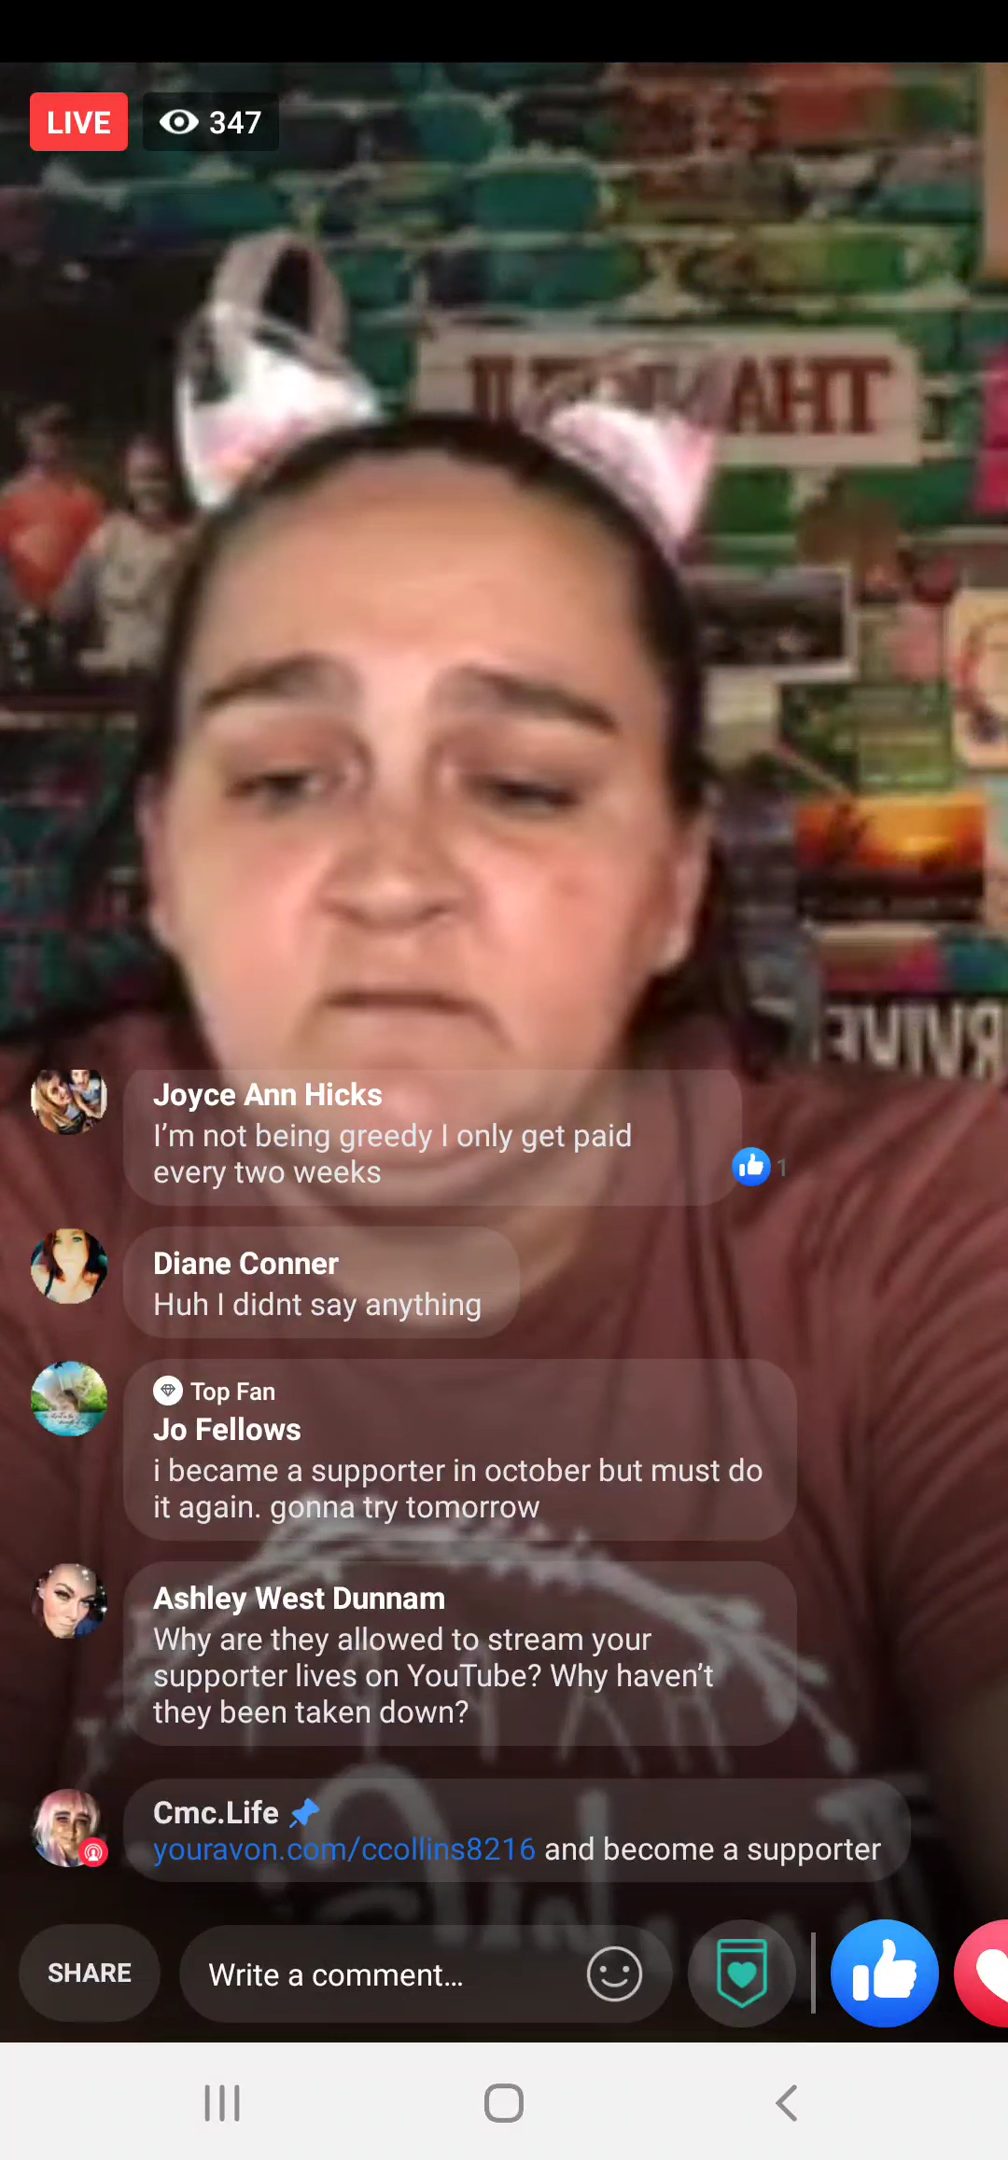 LIVE 347
THA
Joyce Ann Hicks
I'm not being greedy I only get paid
every two weeks
1
Diane Conner
Huh I didnt say anything
Top Fan
Jo Fellows
i became a supporter in october but must do
it again. gonna try tomorrow
Ashley West Dunnam
Why are they allowed to stream your
supporter lives on YouTube? Why haven't
they been taken down?
Cmc.Life
youravon.com/ccollins8216 and become a supporter
SHARE
Write a comment...